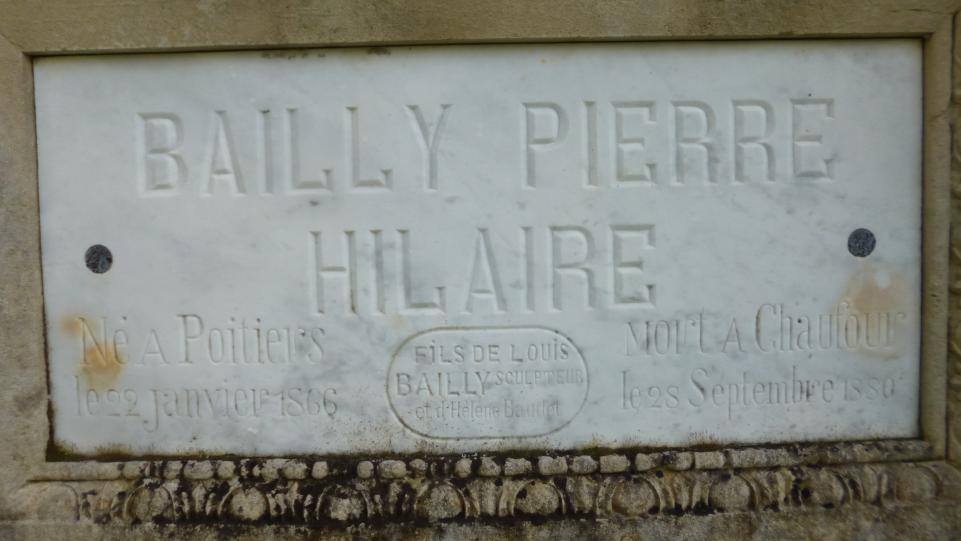 BAILLY PIERRE
HILAIRE
Né A Poitiers
le 22 janvier 1866
FILS DE LOUIS
BAILLY SCULPTEUR
et d'Hélène Baudet
MORT A Chaufour
le 28 Septembre 1880